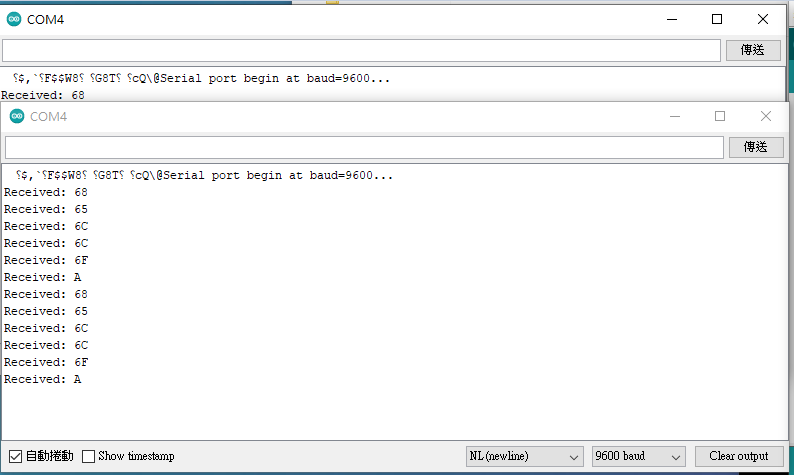 COM4
傳送
⸮$,`⸮F$$W8⸮ ⸮G8T⸮ ⸮cQ\@Serial port begin at baud=9600...
Received: 68
COM4
傳送
⸮$,`⸮F$$W8⸮ ⸮G8T⸮ ⸮cQ\@Serial port begin at baud=9600...
Received: 68
Received: 65
Received: 6C
Received: 6C
Received: 6F
Received: A
Received: 68
Received: 65
Received: 6C
Received: 6C
Received: 6F
Received: A
自動捲動 Show timestamp NL (newline) 9600 baud Clear output